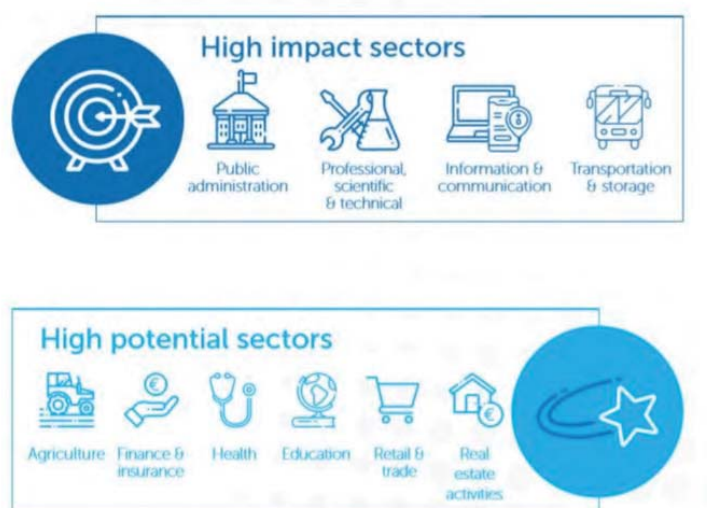 High impact sectors
Public
administration
Professional,
scientific
& technical
Information &
communication
Transportation
& storage
High potential sectors
Agriculture
Finance &
insurance
Health
Education
Retail &
trade
Real
estate
activities